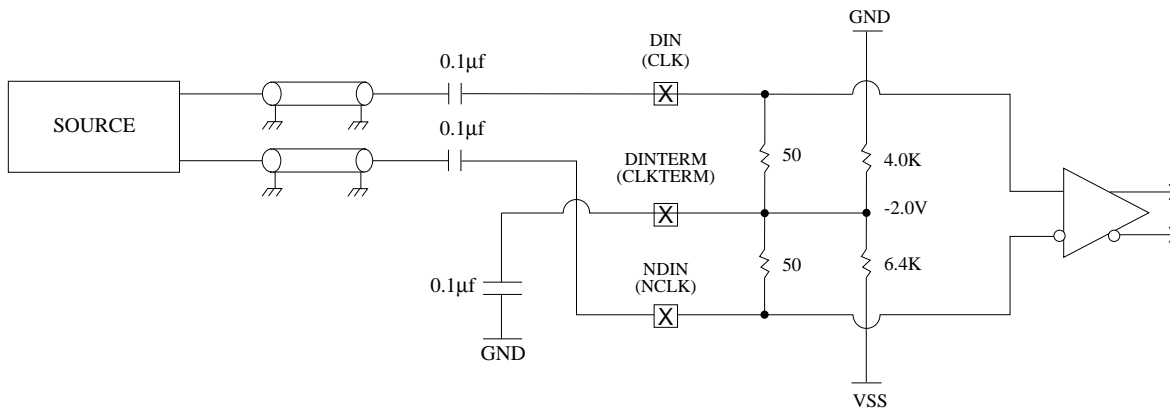 GND
DIN
(CLK)
0.1µf
SOURCE
0.1µf
50
4.0K
DINTERM
(CLKTERM)
X
-2.0V
X
50
6.4K
NDIN
(NCLK)
0.1µf
X
GND
VSS